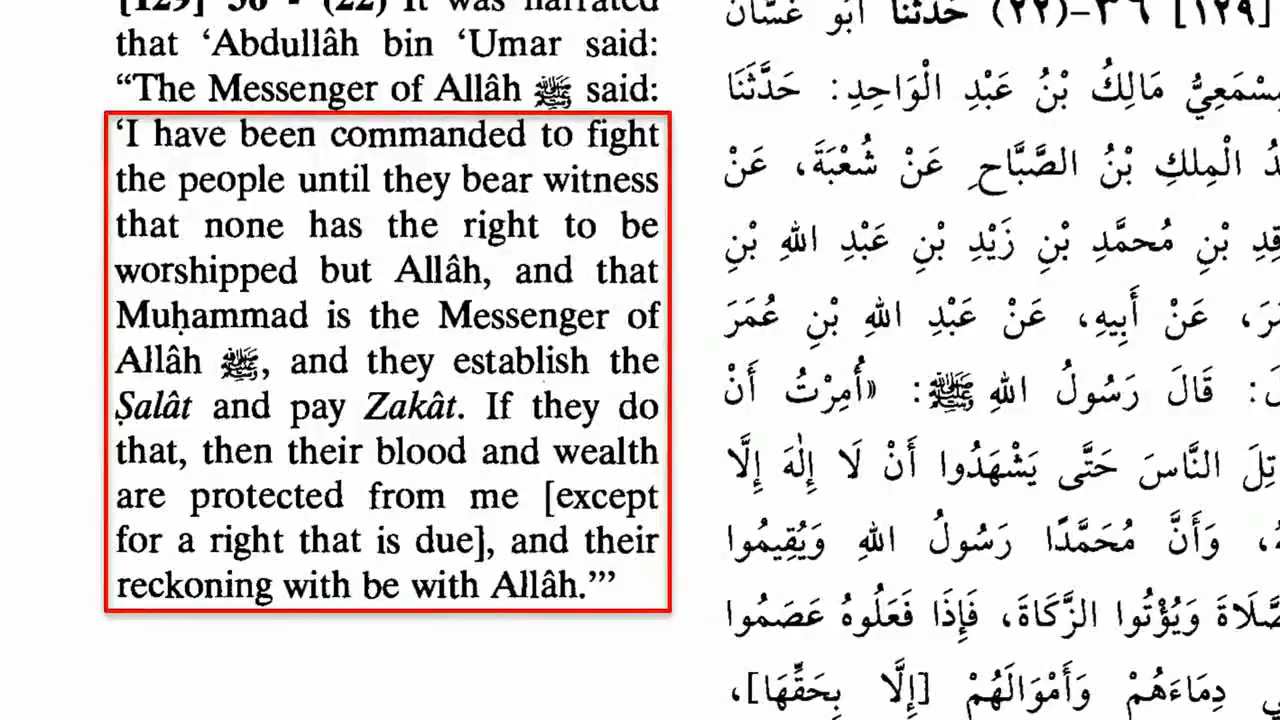 [129] 36 - (22) It was narrated
that ‘Abdullâh bin ‘Umar said:
“The Messenger of Allâh ﷺ said:
‘I have been commanded to fight
the people until they bear witness
that none has the right to be
worshipped but Allâh, and that
Muḥammad is the Messenger of
Allâh ﷺ, and they establish the
Ṣalât and pay Zakât. If they do
that, then their blood and wealth
are protected from me [except
for a right that is due], and their
reckoning with be with Allâh.’”
[١٢٩] ٣٦-(٢٢) حَدَّثَنَا أَبُو غَسَّانَ
مَالِكُ بْنُ عَبْدِ الْوَاحِدِ: حَدَّثَنَا
الْمِلِكِ بْنُ الصَّبَّاحِ عَنْ شُعْبَةَ، عَنْ
بْنِ مُحمَّدِ بْنِ زَيْدِ بْنِ عَبْدِ اللهِ بْنِ
عَنْ أَبِيهِ، عَنْ عَبْدِ اللهِ بْنِ عُمَرَ
قَالَ رَسُولُ اللهِ ﷺ: «أُمِرْتُ أَنْ
النَّاسَ حَتَّى يَشْهَدُوا أَنْ لَا إِلٰهَ إِلَّا
وَأَنَّ مُحَمَّدًا رَسُولُ اللهِ وَيُقِيمُوا
وَيُؤْتُوا الزَّكَاةَ، فَإِذَا فَعَلُوهُ عَصَمُوا
دِمَاءَهُمْ وَأَمْوَالَهُمْ [إِلَّا بِحَقِّهَا]،